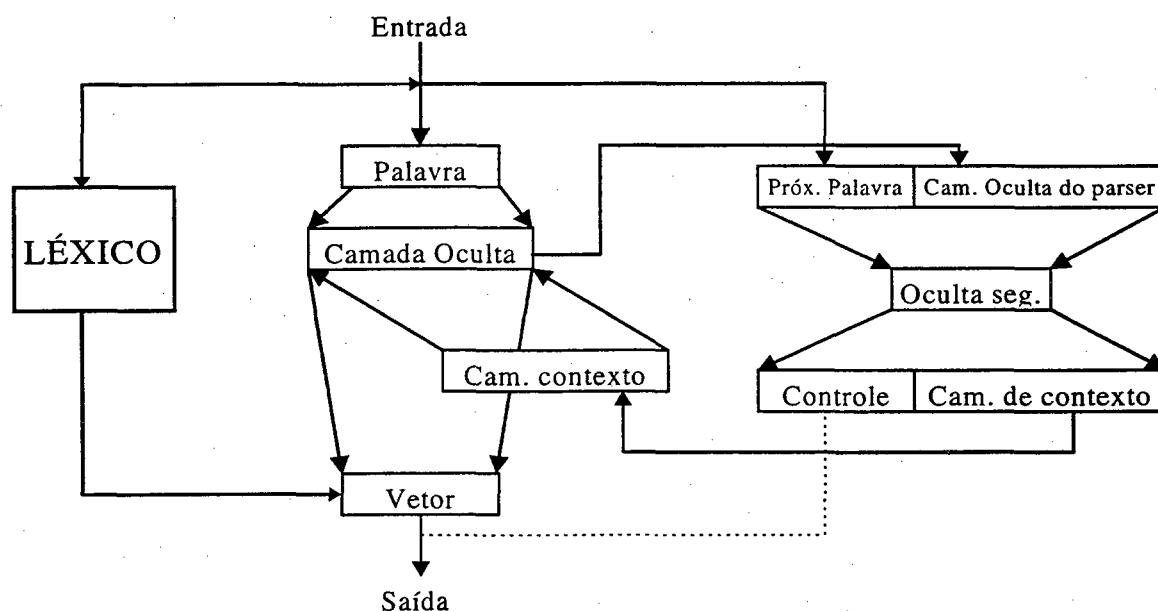 Entrada
Palavra
Próx. Palavra
Cam. Oculta do parser
LÉXICO
Camada Oculta
Oculta seg.
Cam. contexto
Controle
Cam. de contexto
Vetor
Saída